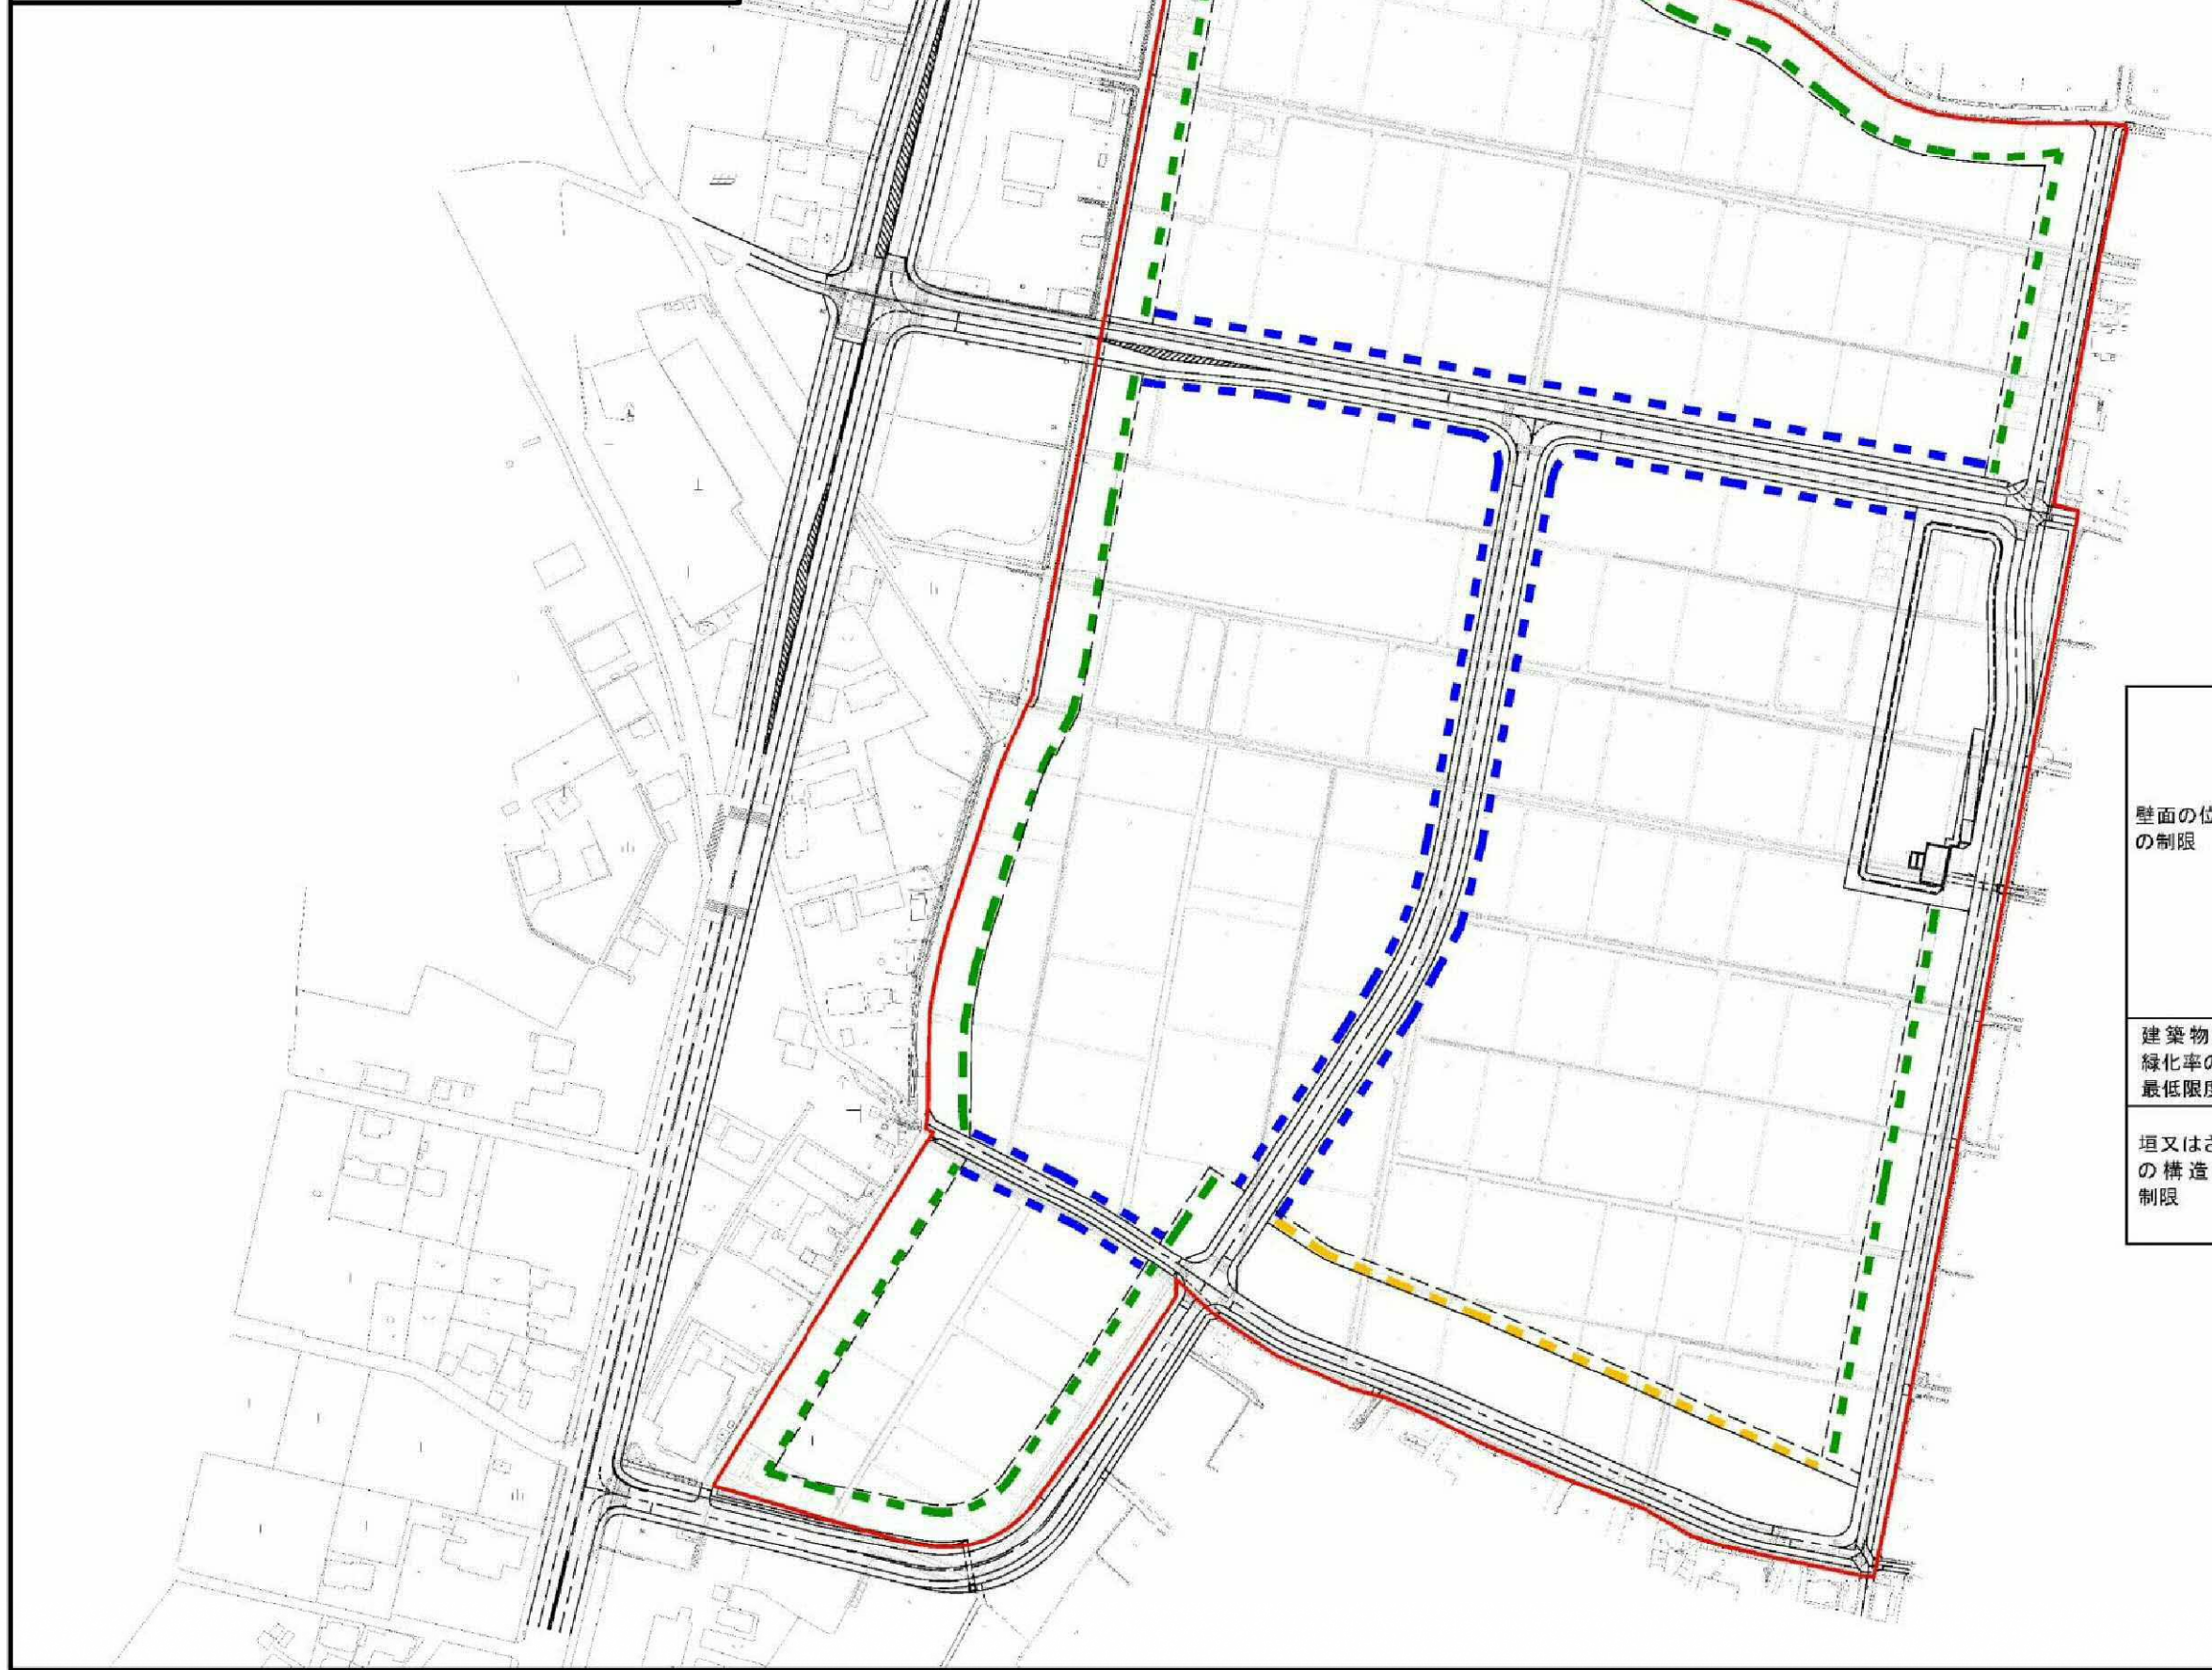 壁面の位
の制限
建築物
緑化率の
最低限度
垣又はさ
の構造
制限